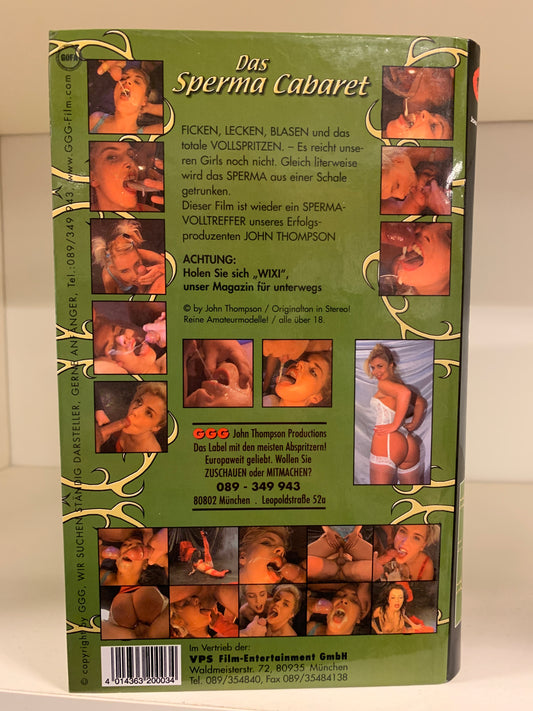 GGFA
Das
Sperma Cabaret
FICKEN, LECKEN, BLASEN und das
totale VOLLSPRITZEN. – Es reicht unse-
ren Girls noch nicht. Gleich literweise
wird das SPERMA aus einer Schale
getrunken.
Dieser Film ist wieder ein SPERMA-
VOLLTREFFER unseres Erfolgs-
produzenten JOHN THOMPSON
ACHTUNG:
Holen Sie sich „WIXI“,
unser Magazin für unterwegs
© by John Thompson / Originalton in Stereo!
Reine Amateurmodelle! / alle über 18.
GGG John Thompson Productions
Das Label mit den meisten Abspritzern!
Europaweit geliebt. Wollen Sie
ZUSCHAUEN oder MITMACHEN?
089 - 349 943
80802 München . Leopoldstraße 52a
© copyright by GGG, WIR SUCHEN STÄNDIG DARSTELLER, GERNE ANFÄNGER, Tel.: 089/349 943 www.GGG-Film.com
Im Vertrieb der:
VPS Film-Entertainment GmbH
Waldmeisterstr. 72, 80935 München
Tel. 089/354840, Fax 089/35484138
4 014363 200034